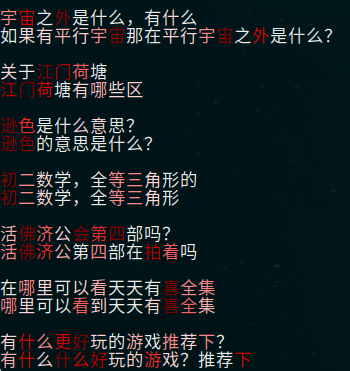 宇宙之外是什么，有什么
如果有平行宇宙那在平行宇宙之外是什么？
关于江门荷塘
江门荷塘有哪些区
逊色是什么意思？
逊色的意思是什么？
初二数学，全等三角形的
初二数学，全等三角形
活佛济公会第四部吗？
活佛济公第四部在拍着吗
在哪里可以看天天有喜全集
哪里可以看到天天有喜全集
有什么更好玩的游戏推荐下？
有什么什么好玩的游戏？推荐下